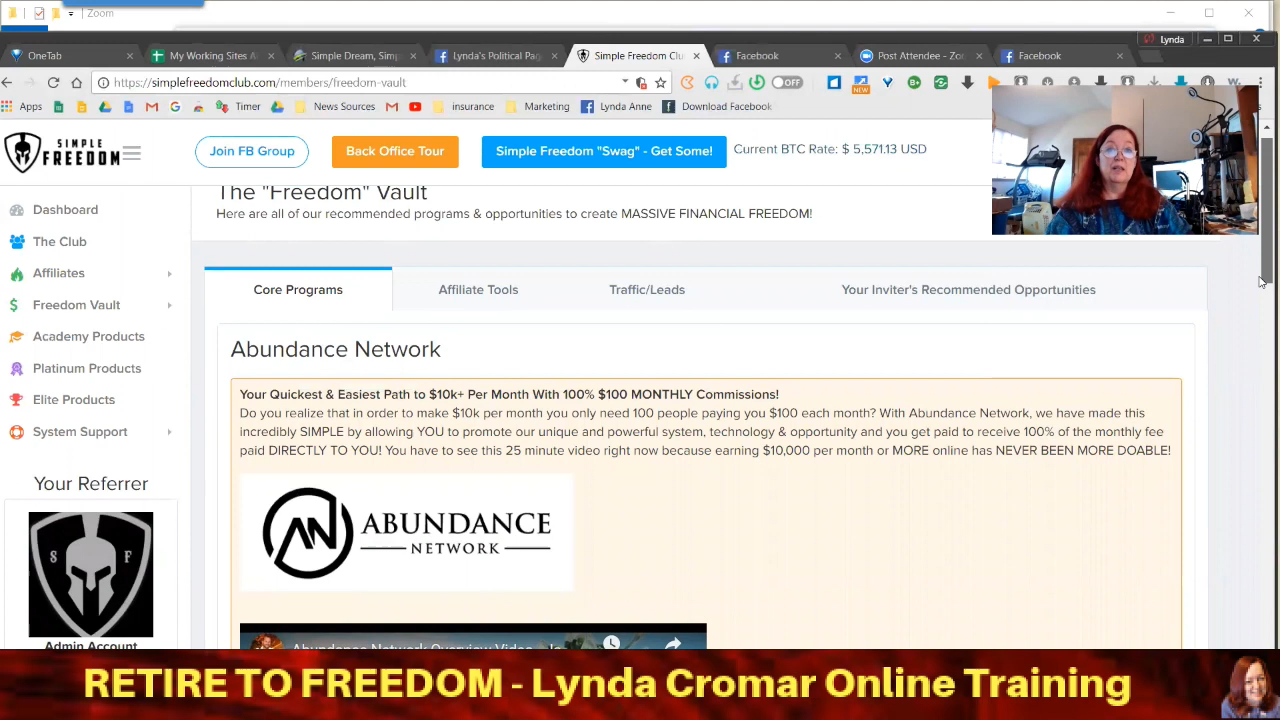 Zoom
Lynda
OneTab
My Working Sites A
Simple Dream, Simp
Lynda's Political Pag
Simple Freedom Clu
Facebook
Post Attendee - Zoo
Facebook
https://simplefreedomclub.com/members/freedom-vault
OFF
NEW
Apps
Timer
News Sources
insurance
Marketing
Lynda Anne
Download Facebook
SIMPLE
FREEDOM
Join FB Group
Back Office Tour
Simple Freedom "Swag" - Get Some!
Current BTC Rate: $ 5,571.13 USD
Dashboard
The Club
Affiliates
Freedom Vault
Academy Products
Platinum Products
Elite Products
System Support
Your Referrer
S F
Admin Account
The "Freedom" Vault
Here are all of our recommended programs & opportunities to create MASSIVE FINANCIAL FREEDOM!
Core Programs
Affiliate Tools
Traffic/Leads
Your Inviter's Recommended Opportunities
Abundance Network
Your Quickest & Easiest Path to $10k+ Per Month With 100% $100 MONTHLY Commissions!
Do you realize that in order to make $10k per month you only need 100 people paying you $100 each month? With Abundance Network, we have made this
incredibly SIMPLE by allowing YOU to promote our unique and powerful system, technology & opportunity and you get paid to receive 100% of the monthly fee
paid DIRECTLY TO YOU! You have to see this 25 minute video right now because earning $10,000 per month or MORE online has NEVER BEEN MORE DOABLE!
AN ABUNDANCE
NETWORK
Abundance Network Overview Video
RETIRE TO FREEDOM - Lynda Cromar Online Training